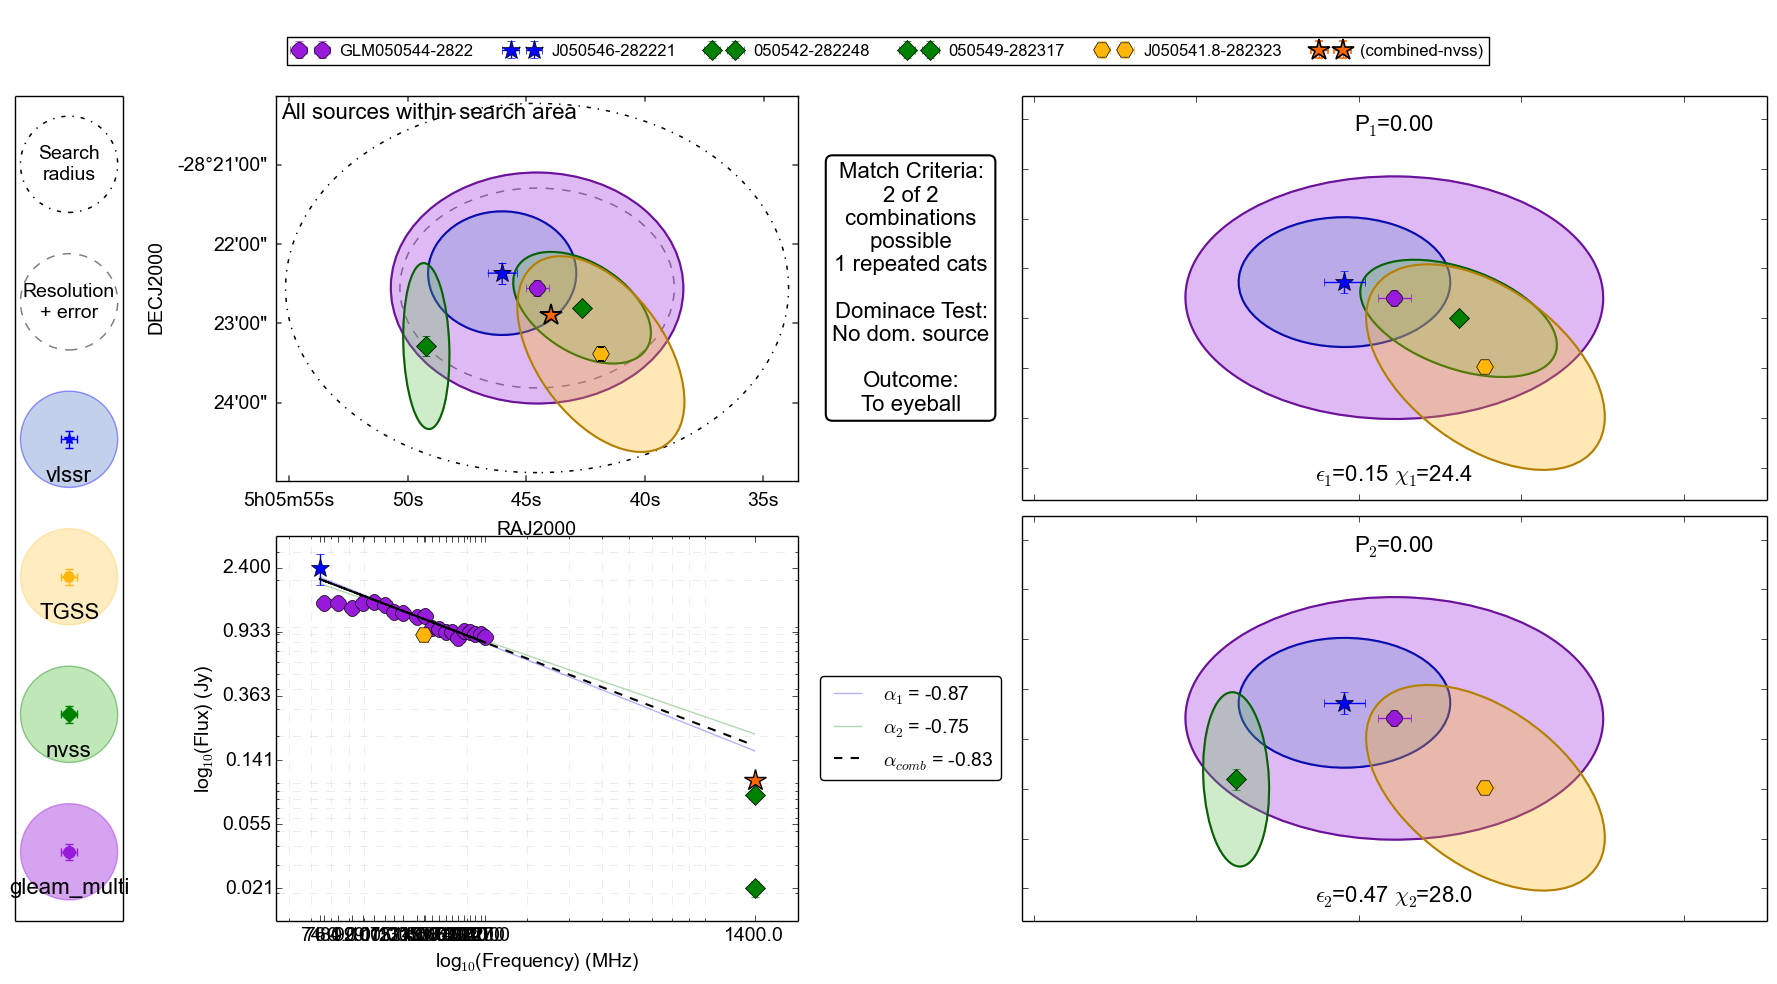 GLM050544-2822 J050546-282221 050542-282248 050549-282317 J050541.8-282323 (combined-nvss)
Search
radius
Resolution
+ error
vlssr
TGSS
nvss
gleam_multi
All sources within search area
DECJ2000
-28°21'00"
22'00"
23'00"
24'00"
5h05m55s 50s 45s 40s 35s
RAJ2000
Match Criteria:
2 of 2
combinations
possible
1 repeated cats
Dominace Test:
No dom. source
Outcome:
To eyeball
P1=0.00
ϵ1=0.15 χ1=24.4
log10(Flux) (Jy)
2.400
0.933
0.363
0.141
0.055
0.021
1400.0
log10(Frequency) (MHz)
α1 = -0.87
α2 = -0.75
αcomb = -0.83
P2=0.00
ϵ2=0.47 χ2=28.0